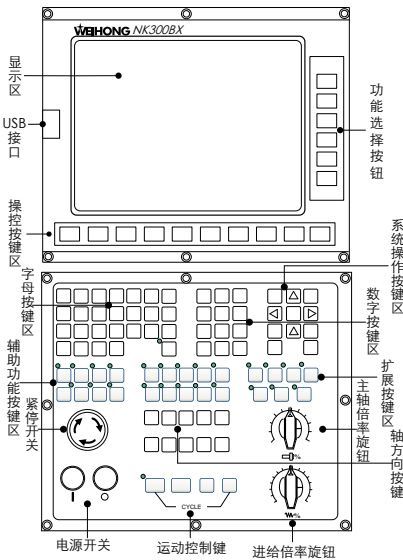 WEIHONG NK300BX
显示区
USB
接口
功能选择按钮
操控按键区
系统操作按键区
字母按键区
数字按键区
辅助功能按键区
扩展按键区
紧停开关
主轴倍率旋钮
轴方向按键
%
I
O
CYCLE
%
电源开关
运动控制键
进给倍率旋钮